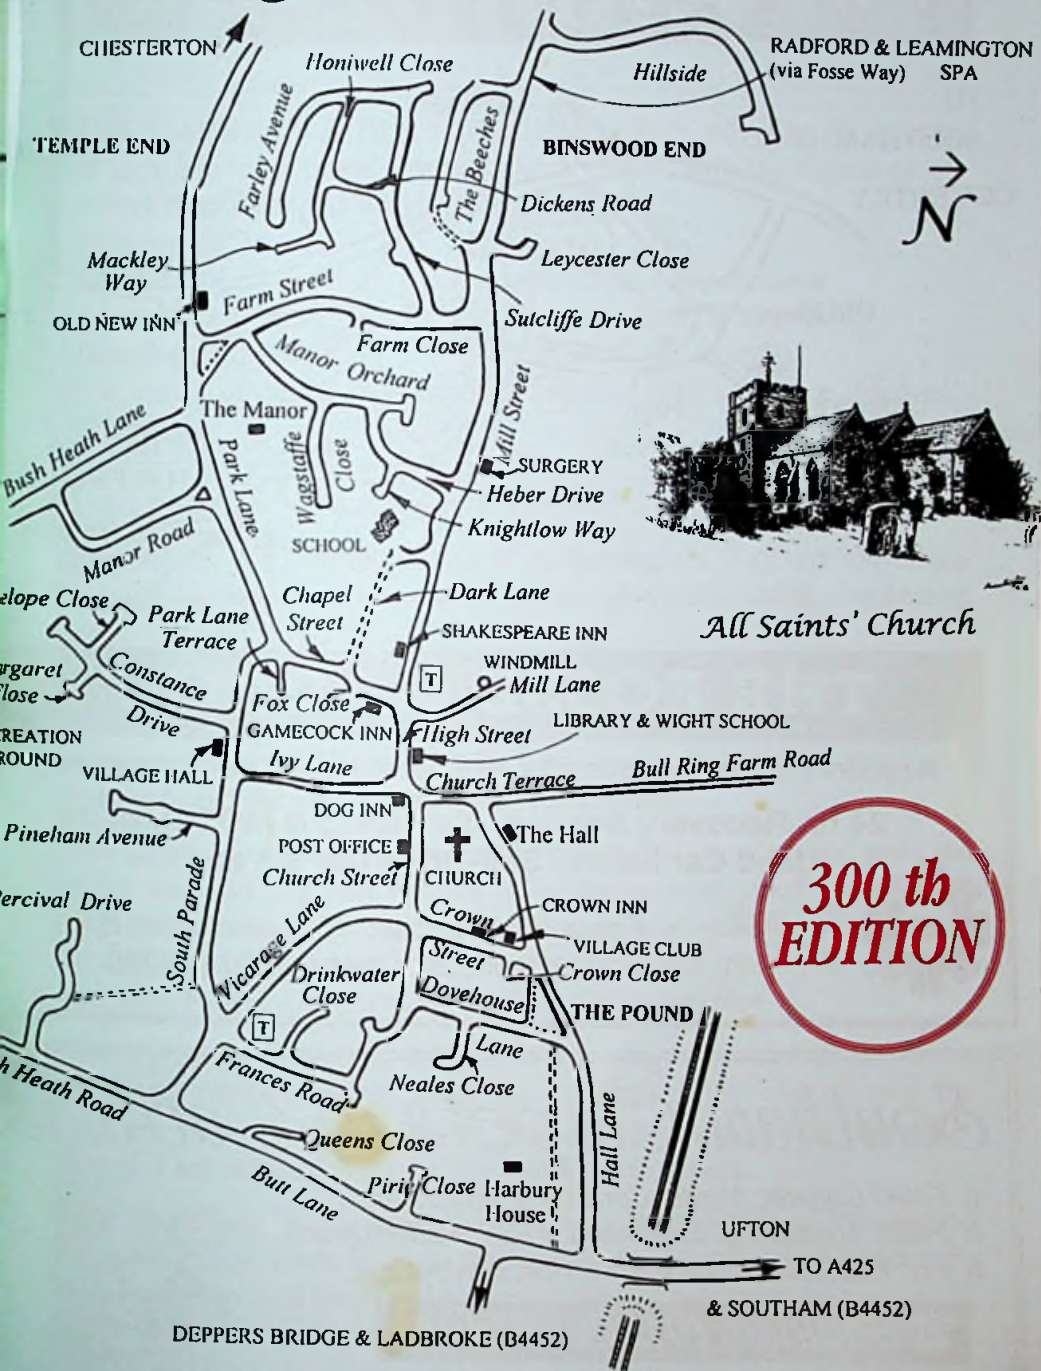 CHESTERTON
Honiwell Close
RADFORD & LEAMINGTON
(via Fosse Way) SPA
Hillside
TEMPLE END
Farley Avenue
The Beeches
BINSWOOD END
Dickens Road
N
Mackley
Way
Leycester Close
Farm Street
OLD NEW INN
Sutcliffe Drive
Farm Close
Manor Orchard
The Manor
Mill Street
Bush Heath Lane
Park Lane
Wagstaffe
Close
SURGERY
Heber Drive
Knightlow Way
SCHOOL
Manor Road
elope Close
Park Lane
Terrace
Chapel
Street
Dark Lane
SHAKESPEARE INN
All Saints' Church
WINDMILL
T
Mill Lane
rgaret
lose
Constance
Drive
Fox Close
GAMECOCK INN
High Street
LIBRARY & WIGHT SCHOOL
CREATION
ROUND
VILLAGE HALL
Ivy Lane
Church Terrace
Bull Ring Farm Road
DOG INN
Pineham Avenue
POST OFFICE
The Hall
Church Street
CHURCH
300 th
EDITION
Percival Drive
South Parade
Vicarage Lane
Crown
Street
CROWN INN
VILLAGE CLUB
Crown Close
Drinkwater
Close
Dovehouse
Lane
THE POUND
T
Frances Road
Neales Close
h Heath Road
Queens Close
Hall Lane
Butt Lane
Pirie Close
Harbury
House
UFTON
TO A425
& SOUTHAM (B4452)
DEPPERS BRIDGE & LADBROKE (B4452)